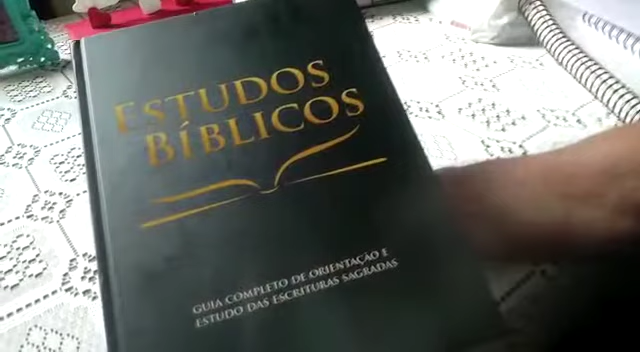 ESTUDOS
BÍBLICOS
GUIA COMPLETO DE ORIENTAÇÃO E
ESTUDO DAS ESCRITURAS SAGRADAS